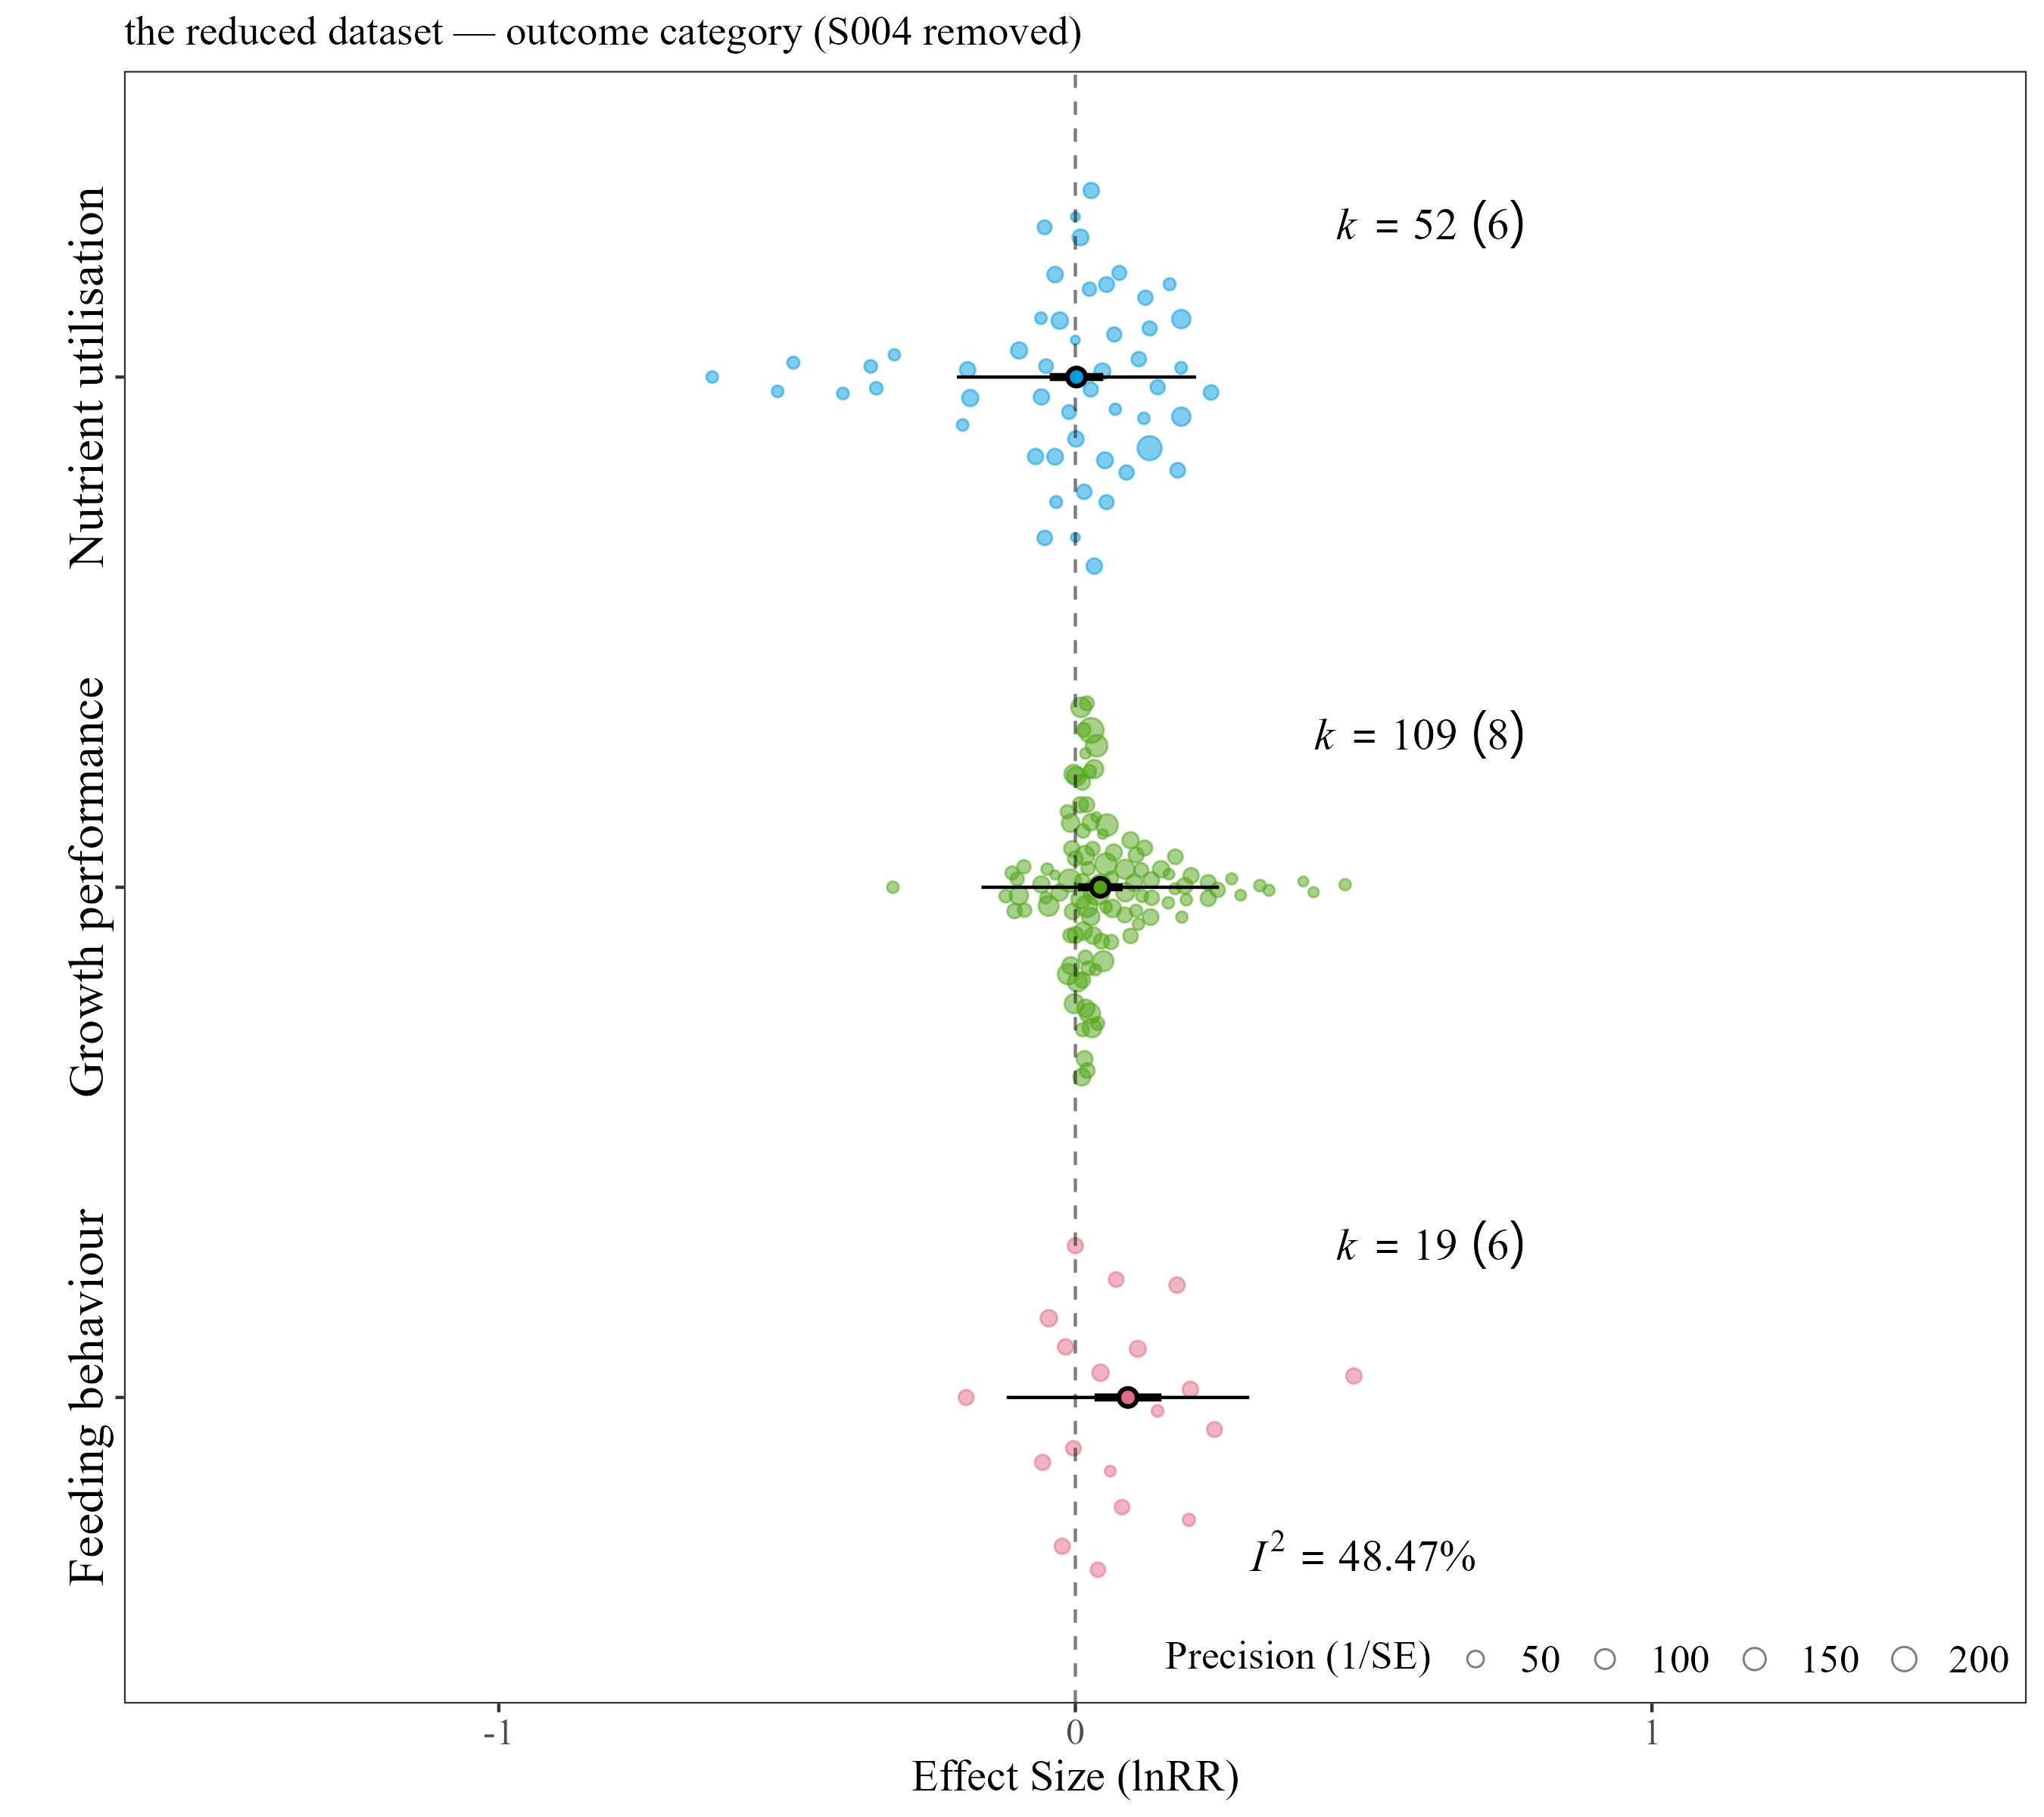 the reduced dataset — outcome category (S004 removed)
Nutrient utilisation
k = 52 (6)
Growth performance
k = 109 (8)
Feeding behaviour
k = 19 (6)
I² = 48.47%
Precision (1/SE) 50 100 150 200
-1 0 1
Effect Size (lnRR)